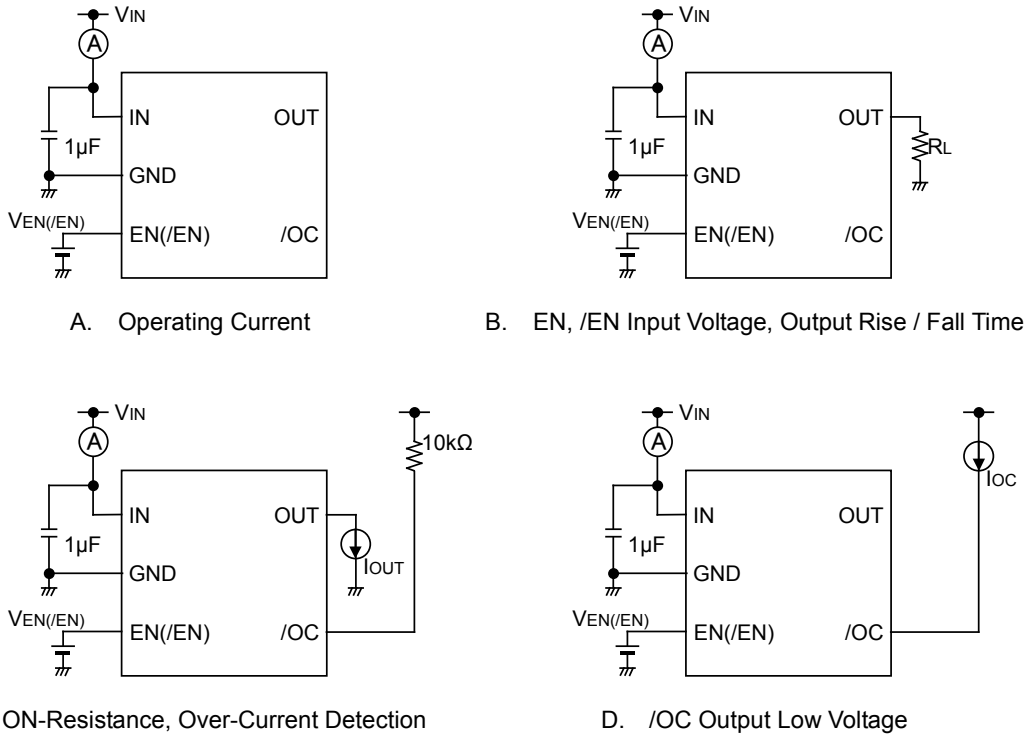 VIN
A
IN OUT
1µF
GND
VEN(/EN)
EN(/EN) /OC
A. Operating Current
VIN
A
IN OUT
1µF
RL
GND
VEN(/EN)
EN(/EN) /OC
B. EN, /EN Input Voltage, Output Rise / Fall Time
VIN
A
10kΩ
IN OUT
1µF
IOUT
GND
VEN(/EN)
EN(/EN) /OC
ON-Resistance, Over-Current Detection
VIN
A
IOC
IN OUT
1µF
GND
VEN(/EN)
EN(/EN) /OC
D. /OC Output Low Voltage